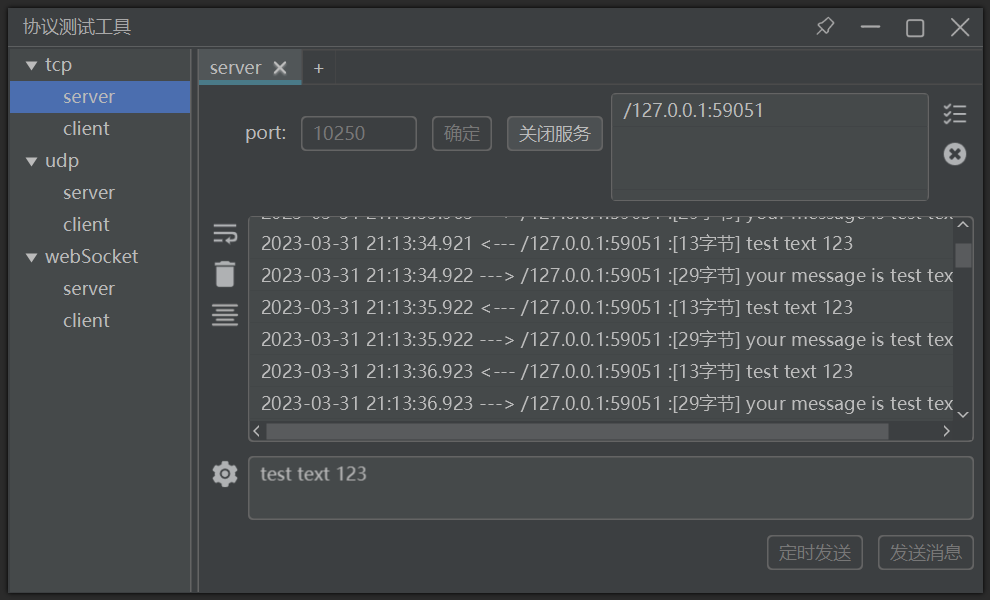 协议测试工具
tcp
server
client
udp
server
client
webSocket
server
client
server
+
port:
10250
确定
关闭服务
/127.0.0.1:59051
2023-03-31 21:13:34.921 <--- /127.0.0.1:59051 :[13字节] test text 123
2023-03-31 21:13:34.922 ---> /127.0.0.1:59051 :[29字节] your message is test tex
2023-03-31 21:13:35.922 <--- /127.0.0.1:59051 :[13字节] test text 123
2023-03-31 21:13:35.922 ---> /127.0.0.1:59051 :[29字节] your message is test tex
2023-03-31 21:13:36.923 <--- /127.0.0.1:59051 :[13字节] test text 123
2023-03-31 21:13:36.923 ---> /127.0.0.1:59051 :[29字节] your message is test tex
test text 123
定时发送
发送消息